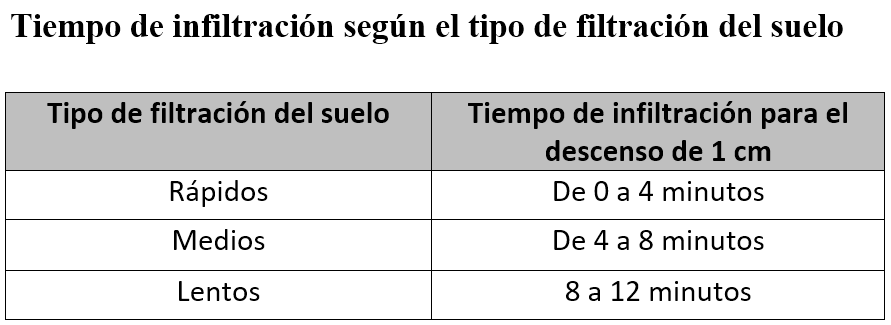 Tiempo de infiltración según el tipo de filtración del suelo
Tipo de filtración del suelo
Tiempo de infiltración para el
descenso de 1 cm
Rápidos
De 0 a 4 minutos
Medios
De 4 a 8 minutos
Lentos
8 a 12 minutos